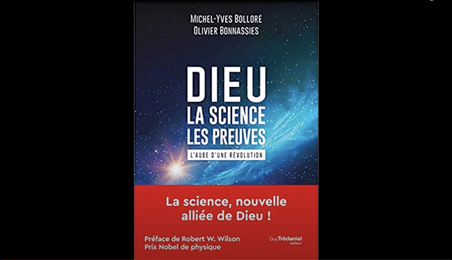 MICHEL-YVES BOLLORÉ
OLIVIER BONNASSIES
DIEU
LA SCIENCE
LES PREUVES
L'AUBE D'UNE RÉVOLUTION
La science, nouvelle
alliée de Dieu !
Préface de Robert W. Wilson
Prix Nobel de physique
Guy Trédaniel
éditeur